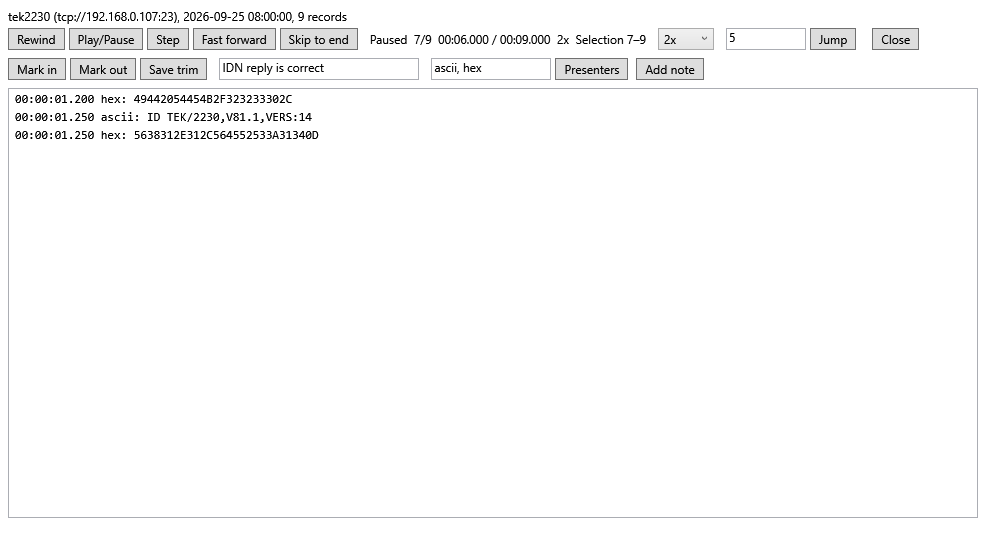 tek2230 (tcp://192.168.0.107:23), 2026-09-25 08:00:00, 9 records
Rewind Play/Pause Step Fast forward Skip to end Paused 7/9 00:06.000 / 00:09.000 2x Selection 7–9 2x 5 Jump Close
Mark in Mark out Save trim IDN reply is correct ascii, hex Presenters Add note
00:00:01.200 hex: 49442054454B2F323233302C
00:00:01.250 ascii: ID TEK/2230,V81.1,VERS:14
00:00:01.250 hex: 5638312E312C564552533A31340D